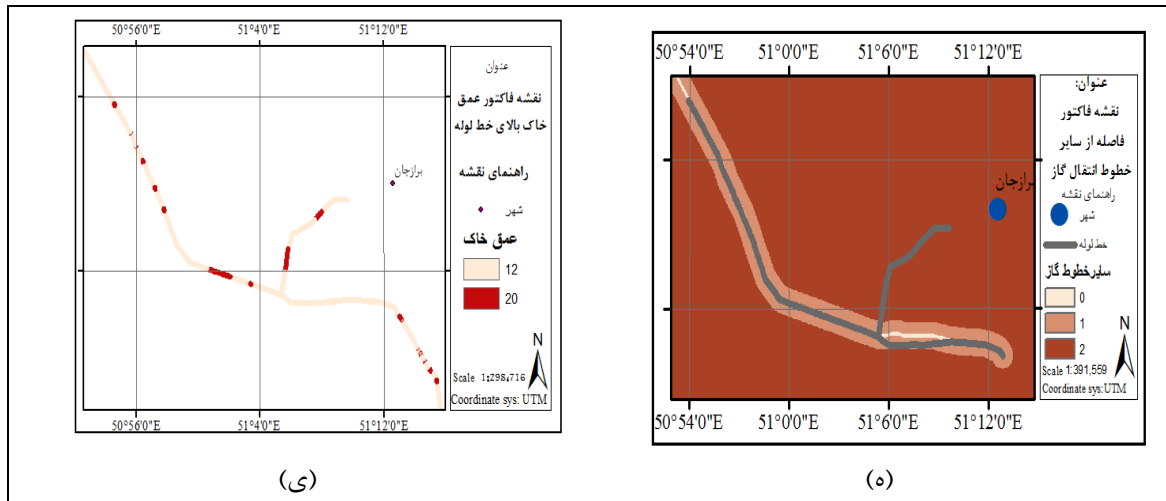 50°56'0"E 51°4'0"E 51°12'0"E
عنوان
نقشه فاکتور عمق
خاک بالای خط لوله
راهنمای نقشه
شهر
عمق خاک
12
20
N
Scale 1:298,716
Coordinate sys: UTM
برازجان
50°56'0"E 51°4'0"E 51°12'0"E
(ی)
50°54'0"E 51°0'0"E 51°6'0"E 51°12'0"E
عنوان:
نقشه فاکتور
فاصله از سایر
خطوط انتقال گاز
راهنمای نقشه
شهر
خط لوله
سایرخطوط گاز
0
1
2
N
Scale 1:391,559
Coordinate sys: UTM
برازجان
50°54'0"E 51°0'0"E 51°6'0"E 51°12'0"E
(ه)